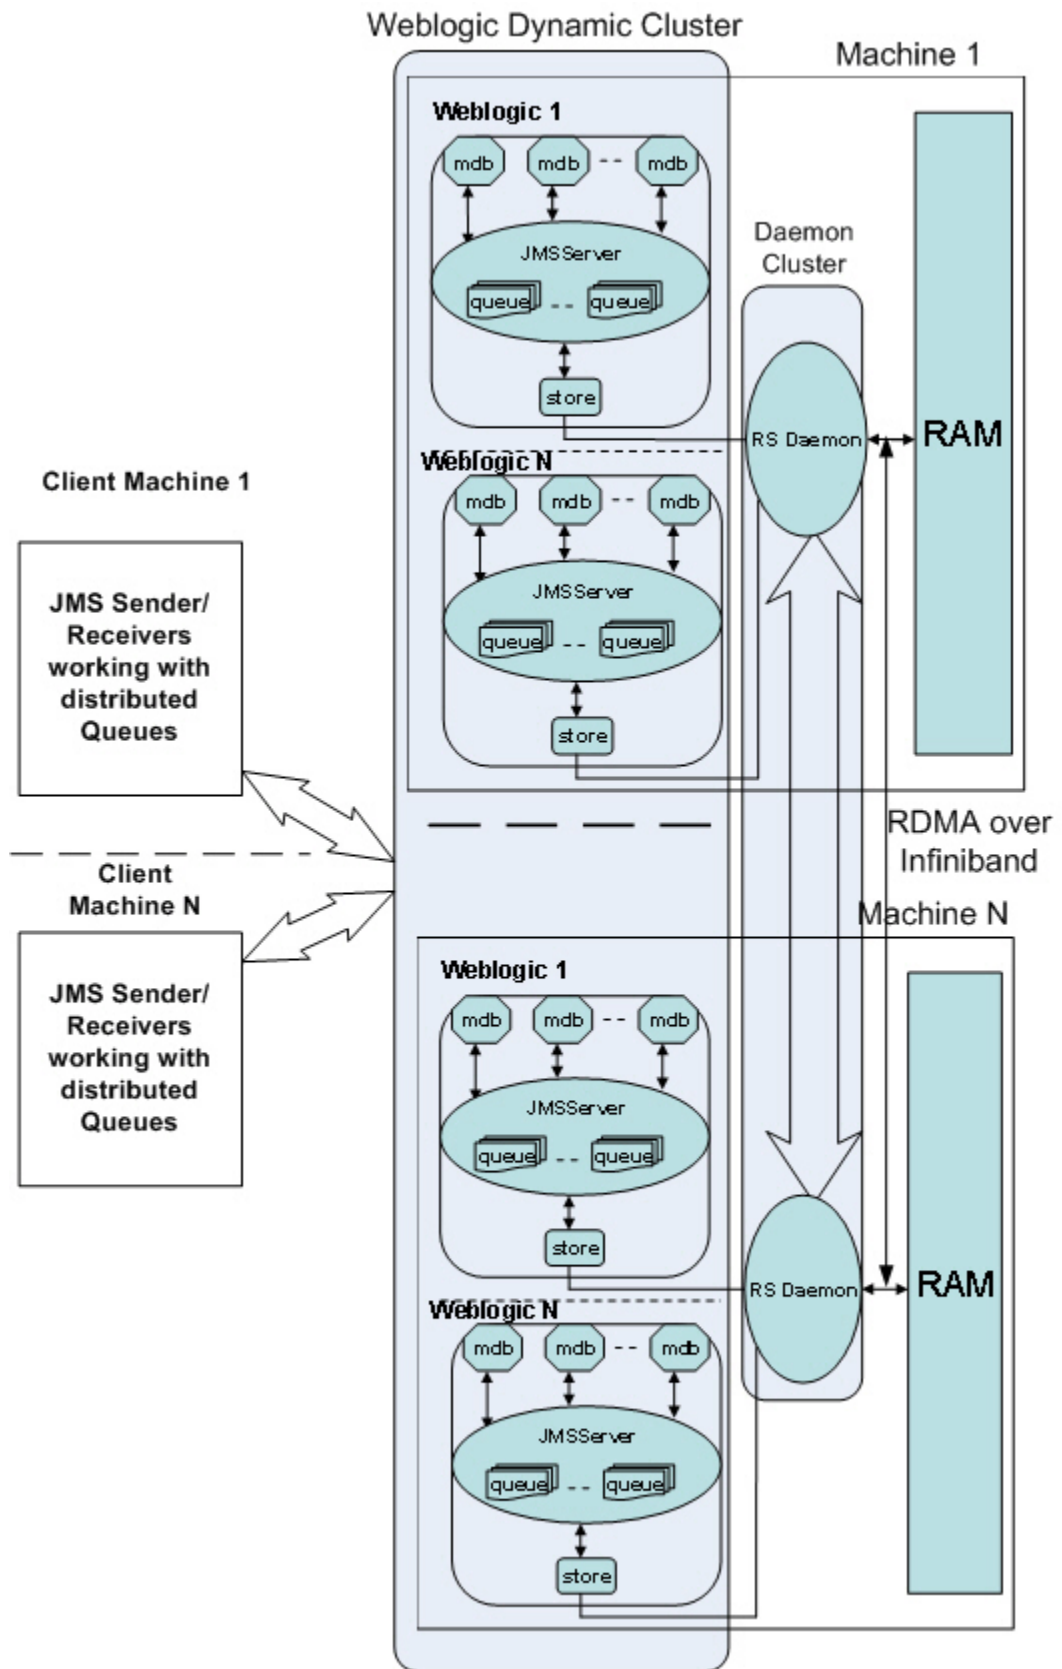 Weblogic Dynamic Cluster
Machine 1
Weblogic 1
mdb
mdb
--
mdb
JMSServer
queue
--
queue
store
Daemon
Cluster
RS Daemon
RAM
Weblogic N
mdb
mdb
--
mdb
JMSServer
queue
--
queue
store
Client Machine 1
JMS Sender/
Receivers
working with
distributed
Queues
Client
Machine N
JMS Sender/
Receivers
working with
distributed
Queues
RDMA over
Infiniband
Machine N
Weblogic 1
mdb
mdb
--
mdb
JMSServer
queue
--
queue
store
RS Daemon
RAM
Weblogic N
mdb
mdb
--
mdb
JMSServer
queue
--
queue
store